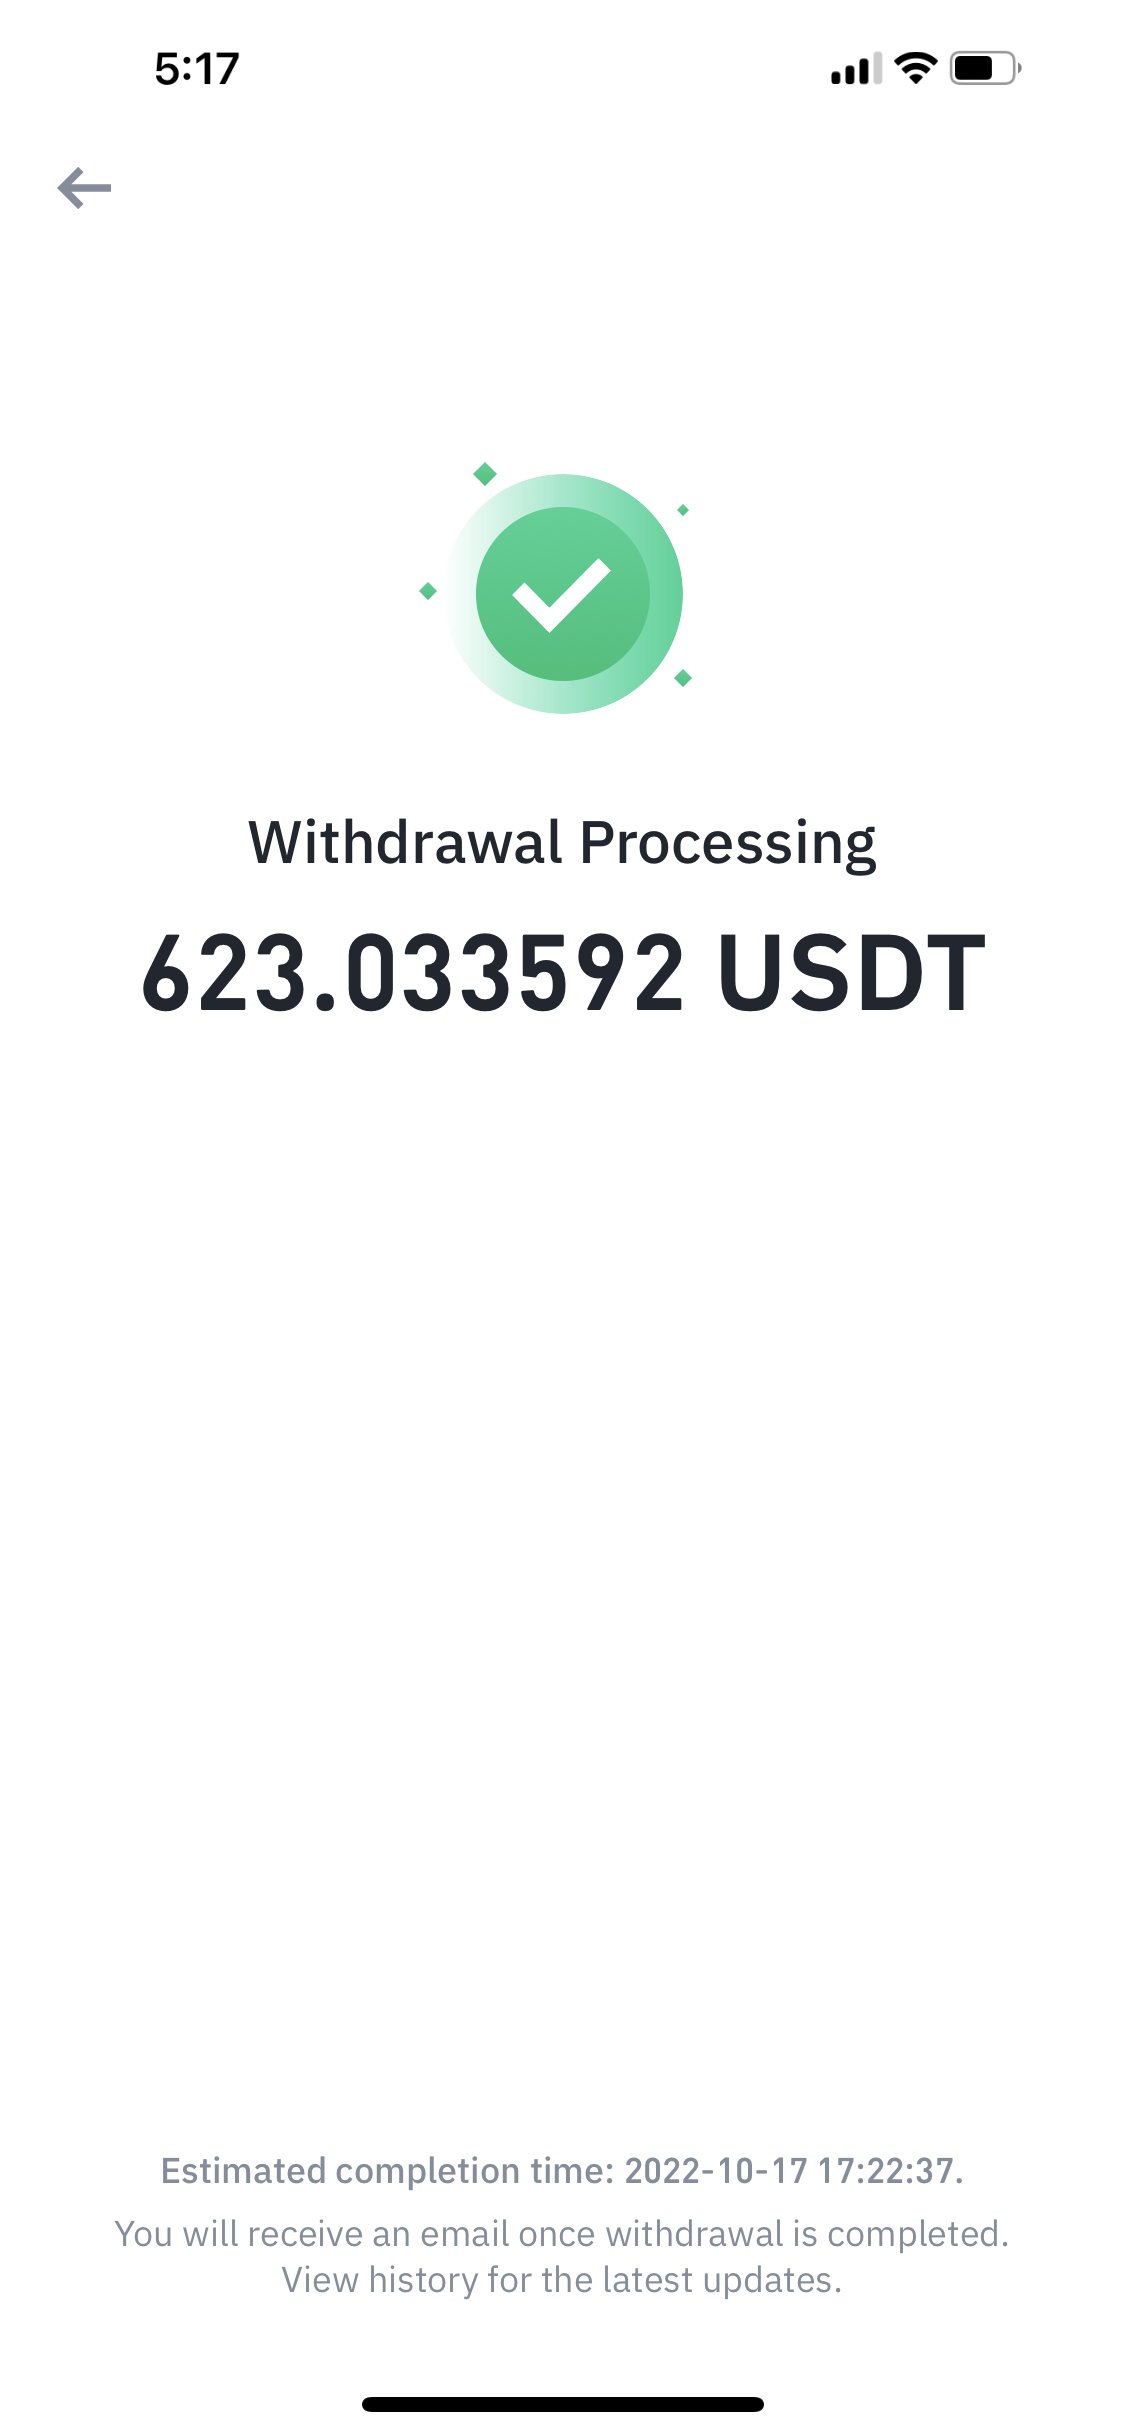 5:17
Withdrawal Processing
623.033592 USDT
Estimated completion time: 2022-10-17 17:22:37.
You will receive an email once withdrawal is completed.
View history for the latest updates.